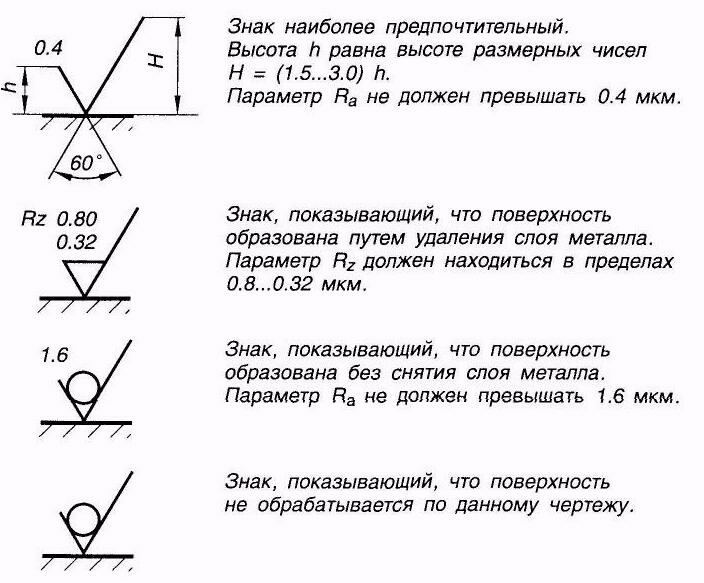 0.4
h
H
60°
Знак наиболее предпочтительный.
Высота h равна высоте размерных чисел
H = (1.5...3.0) h.
Параметр Ra не должен превышать 0.4 мкм.
Rz 0.80
0.32
Знак, показывающий, что поверхность
образована путем удаления слоя металла.
Параметр Rz должен находиться в пределах
0.8...0.32 мкм.
1.6
Знак, показывающий, что поверхность
образована без снятия слоя металла.
Параметр Ra не должен превышать 1.6 мкм.
Знак, показывающий, что поверхность
не обрабатывается по данному чертежу.